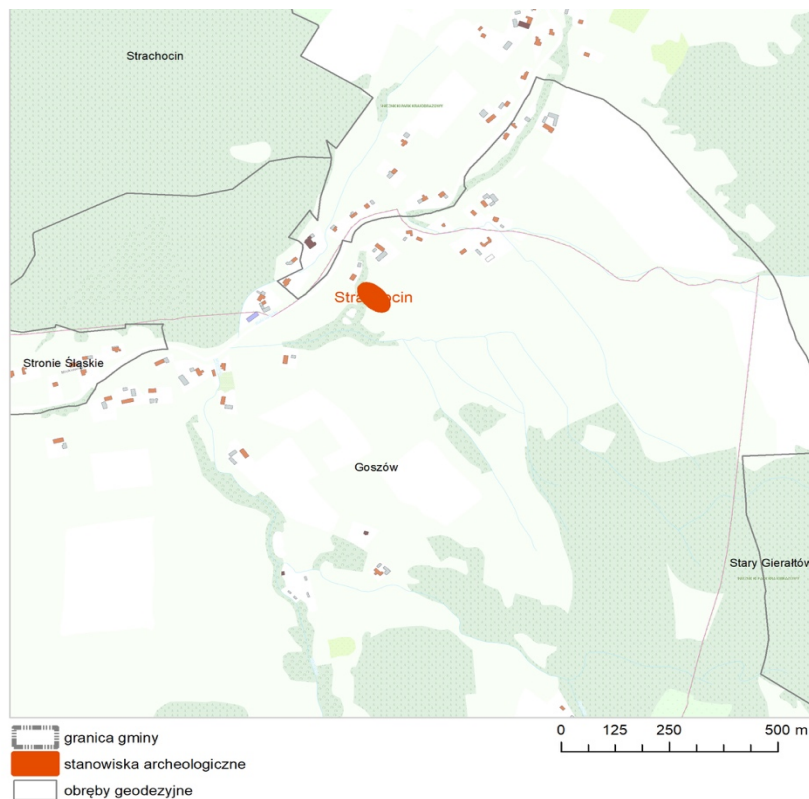 Strachocin
Strachocin
Stronie Śląskie
Goszów
Stary Gierałtów
granica gminy
stanowiska archeologiczne
obręby geodezyjne
0 125 250 500 m